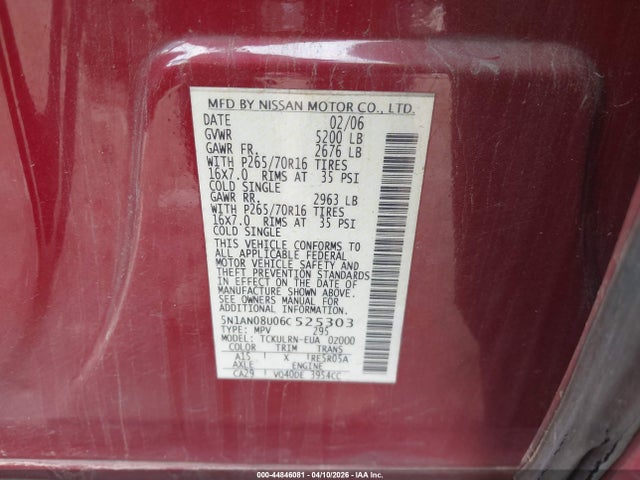 MFD BY NISSAN MOTOR CO., LTD.
DATE 02/06
GVWR 5200 LB
GAWR FR. 2676 LB
WITH P265/70R16 TIRES
16X7.0 RIMS AT 35 PSI
COLD SINGLE
GAWR RR. 2963 LB
WITH P265/70R16 TIRES
16X7.0 RIMS AT 35 PSI
COLD SINGLE
THIS VEHICLE CONFORMS TO
ALL APPLICABLE FEDERAL
MOTOR VEHICLE SAFETY AND
THEFT PREVENTION STANDARDS
IN EFFECT ON THE DATE OF
MANUFACTURE SHOWN ABOVE.
SEE OWNERS MANUAL FOR
ADDITIONAL INFORMATION.
5N1AN08U06C525303
TYPE: MPV 295
MODEL: TCKULRN-EUA 02000
COLOR TRIM TRANS
A15 X RE5R05A
AXLE ENGINE
CA29 VQ40DE 3954CC
000-44846081 - 04/10/2026 - IAA Inc.